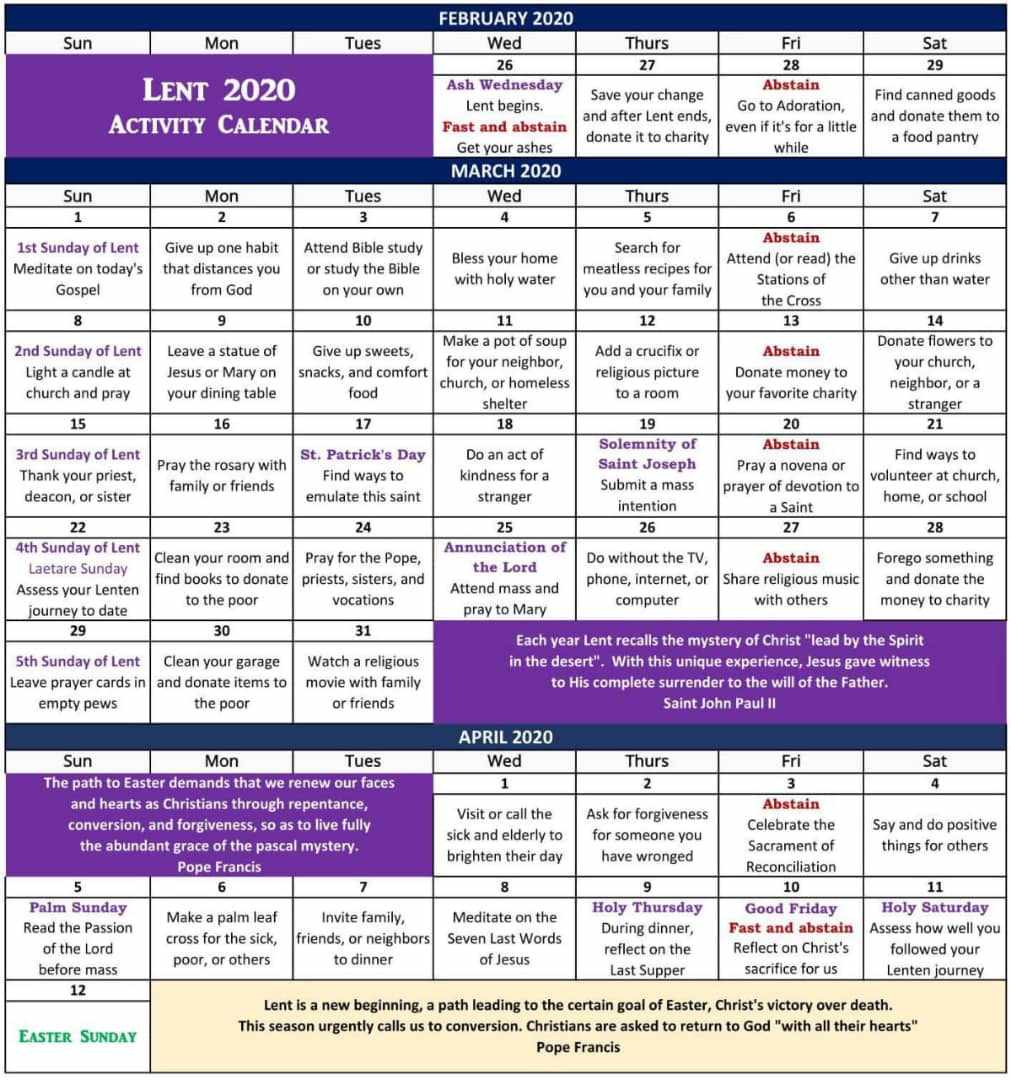 FEBRUARY 2020
Sun Mon Tues Wed Thurs Fri Sat
LENT 2020
ACTIVITY CALENDAR
26
Ash Wednesday
Lent begins.
Fast and abstain
Get your ashes
27
Save your change
and after Lent ends,
donate it to charity
28
Abstain
Go to Adoration,
even if it's for a little
while
29
Find canned goods
and donate them to
a food pantry
MARCH 2020
Sun Mon Tues Wed Thurs Fri Sat
1
1st Sunday of Lent
Meditate on today's
Gospel
2
Give up one habit
that distances you
from God
3
Attend Bible study
or study the Bible
on your own
4
Bless your home
with holy water
5
Search for
meatless recipes for
you and your family
6
Abstain
Attend (or read) the
Stations of
the Cross
7
Give up drinks
other than water
8
2nd Sunday of Lent
Light a candle at
church and pray
9
Leave a statue of
Jesus or Mary on
your dining table
10
Give up sweets,
snacks, and comfort
food
11
Make a pot of soup
for your neighbor,
church, or homeless
shelter
12
Add a crucifix or
religious picture
to a room
13
Abstain
Donate money to
your favorite charity
14
Donate flowers to
your church,
neighbor, or a
stranger
15
3rd Sunday of Lent
Thank your priest,
deacon, or sister
16
Pray the rosary with
family or friends
17
St. Patrick's Day
Find ways to
emulate this saint
18
Do an act of
kindness for a
stranger
19
Solemnity of
Saint Joseph
Submit a mass
intention
20
Abstain
Pray a novena or
prayer of devotion to
a Saint
21
Find ways to
volunteer at church,
home, or school
22
4th Sunday of Lent
Laetare Sunday
Assess your Lenten
journey to date
23
Clean your room and
find books to donate
to the poor
24
Pray for the Pope,
priests, sisters, and
vocations
25
Annunciation of
the Lord
Attend mass and
pray to Mary
26
Do without the TV,
phone, internet, or
computer
27
Abstain
Share religious music
with others
28
Forego something
and donate the
money to charity
29
5th Sunday of Lent
Leave prayer cards in
empty pews
30
Clean your garage
and donate items to
the poor
31
Watch a religious
movie with family
or friends
Each year Lent recalls the mystery of Christ "lead by the Spirit
in the desert". With this unique experience, Jesus gave witness
to His complete surrender to the will of the Father.
Saint John Paul II
APRIL 2020
Sun Mon Tues Wed Thurs Fri Sat
The path to Easter demands that we renew our faces
and hearts as Christians through repentance,
conversion, and forgiveness, so as to live fully
the abundant grace of the pascal mystery.
Pope Francis
1
Visit or call the
sick and elderly to
brighten their day
2
Ask for forgiveness
for someone you
have wronged
3
Abstain
Celebrate the
Sacrament of
Reconciliation
4
Say and do positive
things for others
5
Palm Sunday
Read the Passion
of the Lord
before mass
6
Make a palm leaf
cross for the sick,
poor, or others
7
Invite family,
friends, or neighbors
to dinner
8
Meditate on the
Seven Last Words
of Jesus
9
Holy Thursday
During dinner,
reflect on the
Last Supper
10
Good Friday
Fast and abstain
Reflect on Christ's
sacrifice for us
11
Holy Saturday
Assess how well you
followed your
Lenten journey
12
EASTER SUNDAY
Lent is a new beginning, a path leading to the certain goal of Easter, Christ's victory over death.
This season urgently calls us to conversion. Christians are asked to return to God "with all their hearts"
Pope Francis